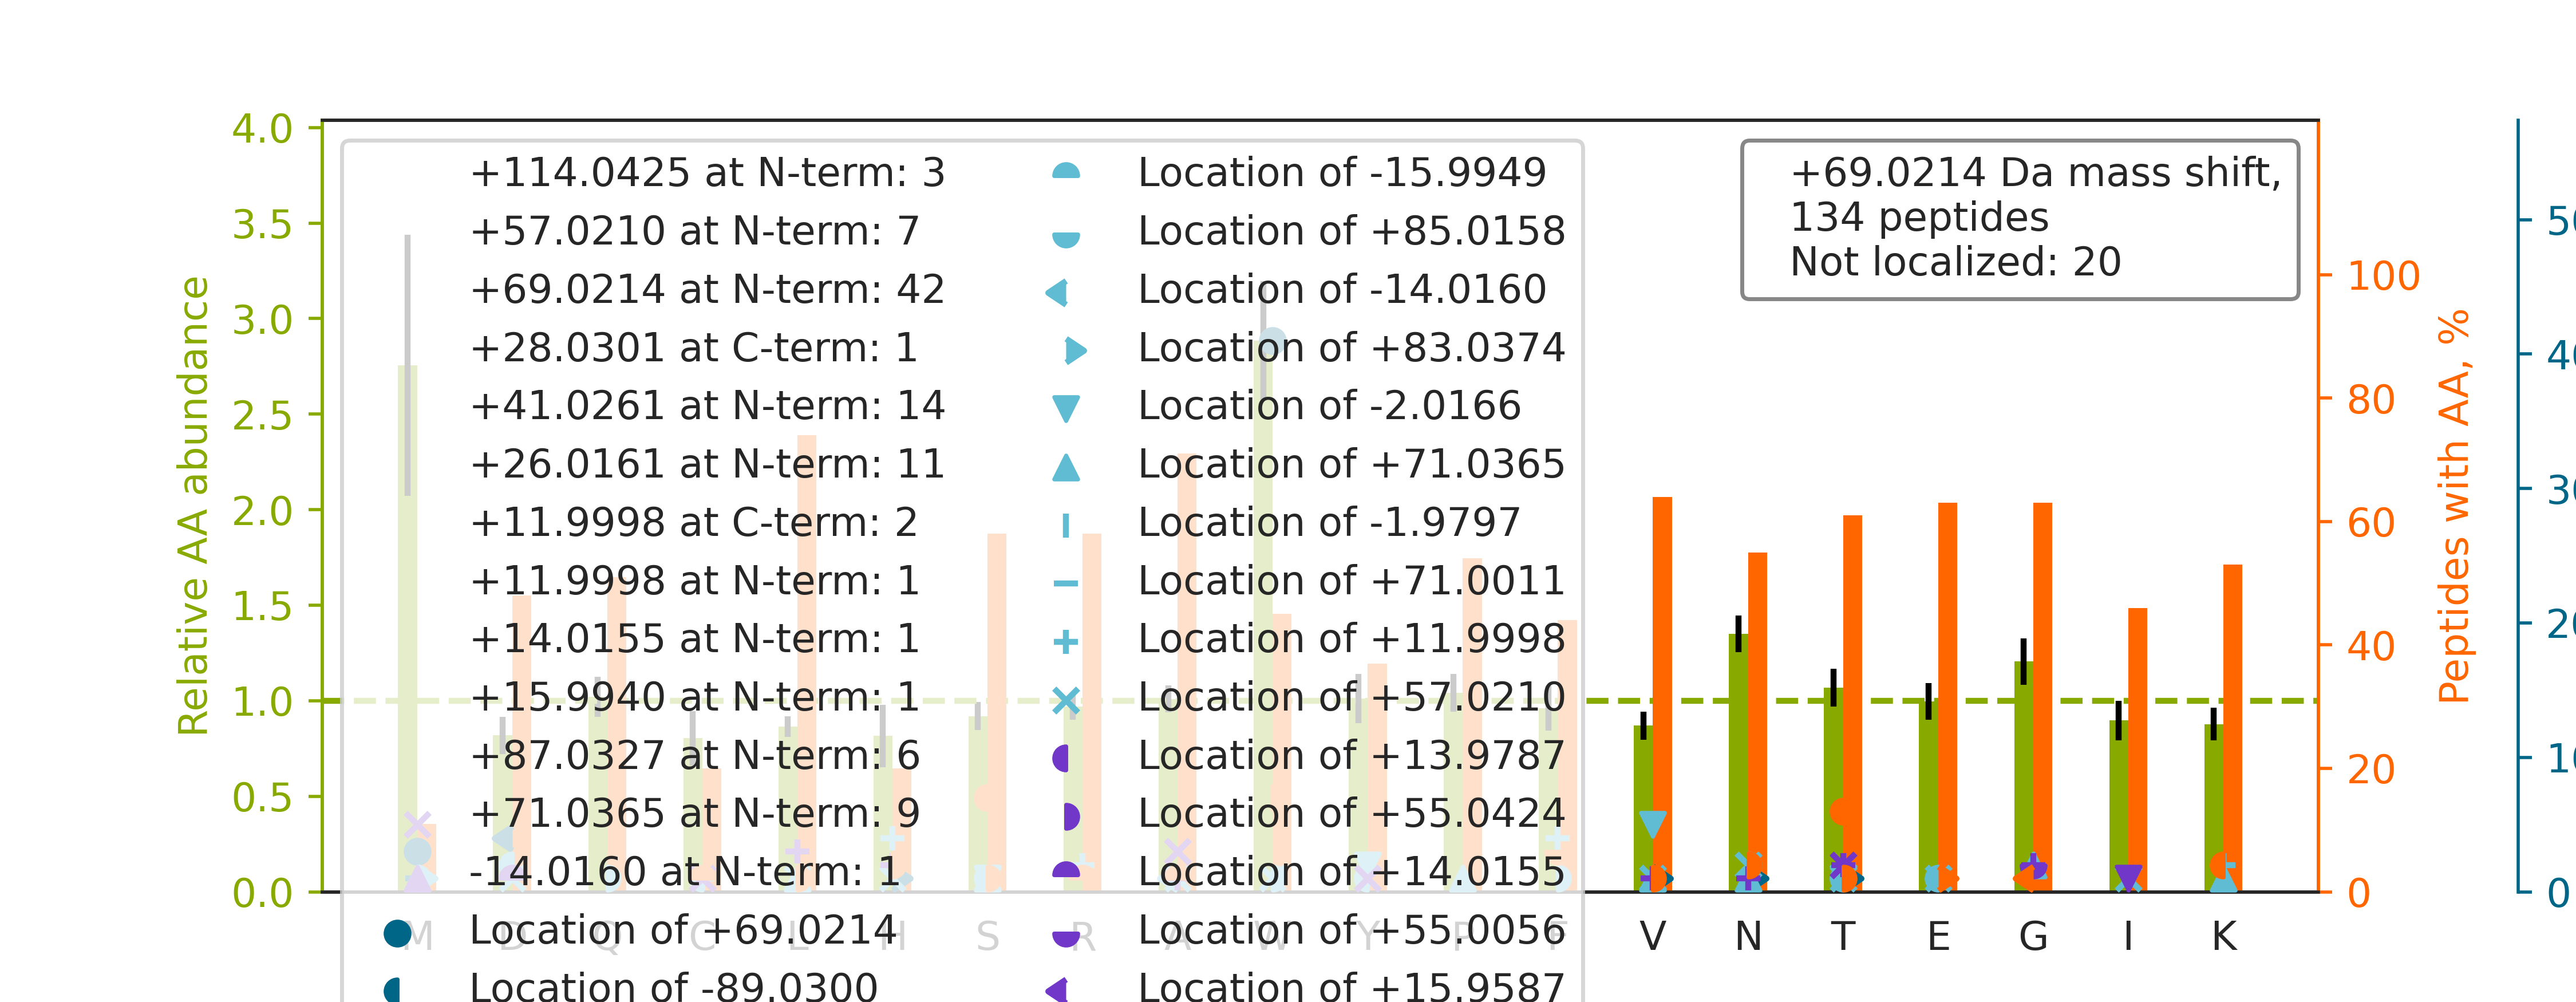 4.0
3.5
3.0
2.5
2.0
1.5
1.0
0.5
0.0
Relative AA abundance
+114.0425 at N-term: 3
+57.0210 at N-term: 7
+69.0214 at N-term: 42
+28.0301 at C-term: 1
+41.0261 at N-term: 14
+26.0161 at N-term: 11
+11.9998 at C-term: 2
+11.9998 at N-term: 1
+14.0155 at N-term: 1
+15.9940 at N-term: 1
+87.0327 at N-term: 6
+71.0365 at N-term: 9
-14.0160 at N-term: 1
Location of +69.0214
Location of -89.0300
Location of -15.9949
Location of +85.0158
Location of -14.0160
Location of +83.0374
Location of -2.0166
Location of +71.0365
Location of -1.9797
Location of +71.0011
Location of +11.9998
Location of +57.0210
Location of +13.9787
Location of +55.0424
Location of +14.0155
Location of +55.0056
Location of +15.9587
+69.0214 Da mass shift,
134 peptides
Not localized: 20
M D Q C L H S R A W Y P F V N T E G I K
100
80
60
40
20
0
Peptides with AA, %
0